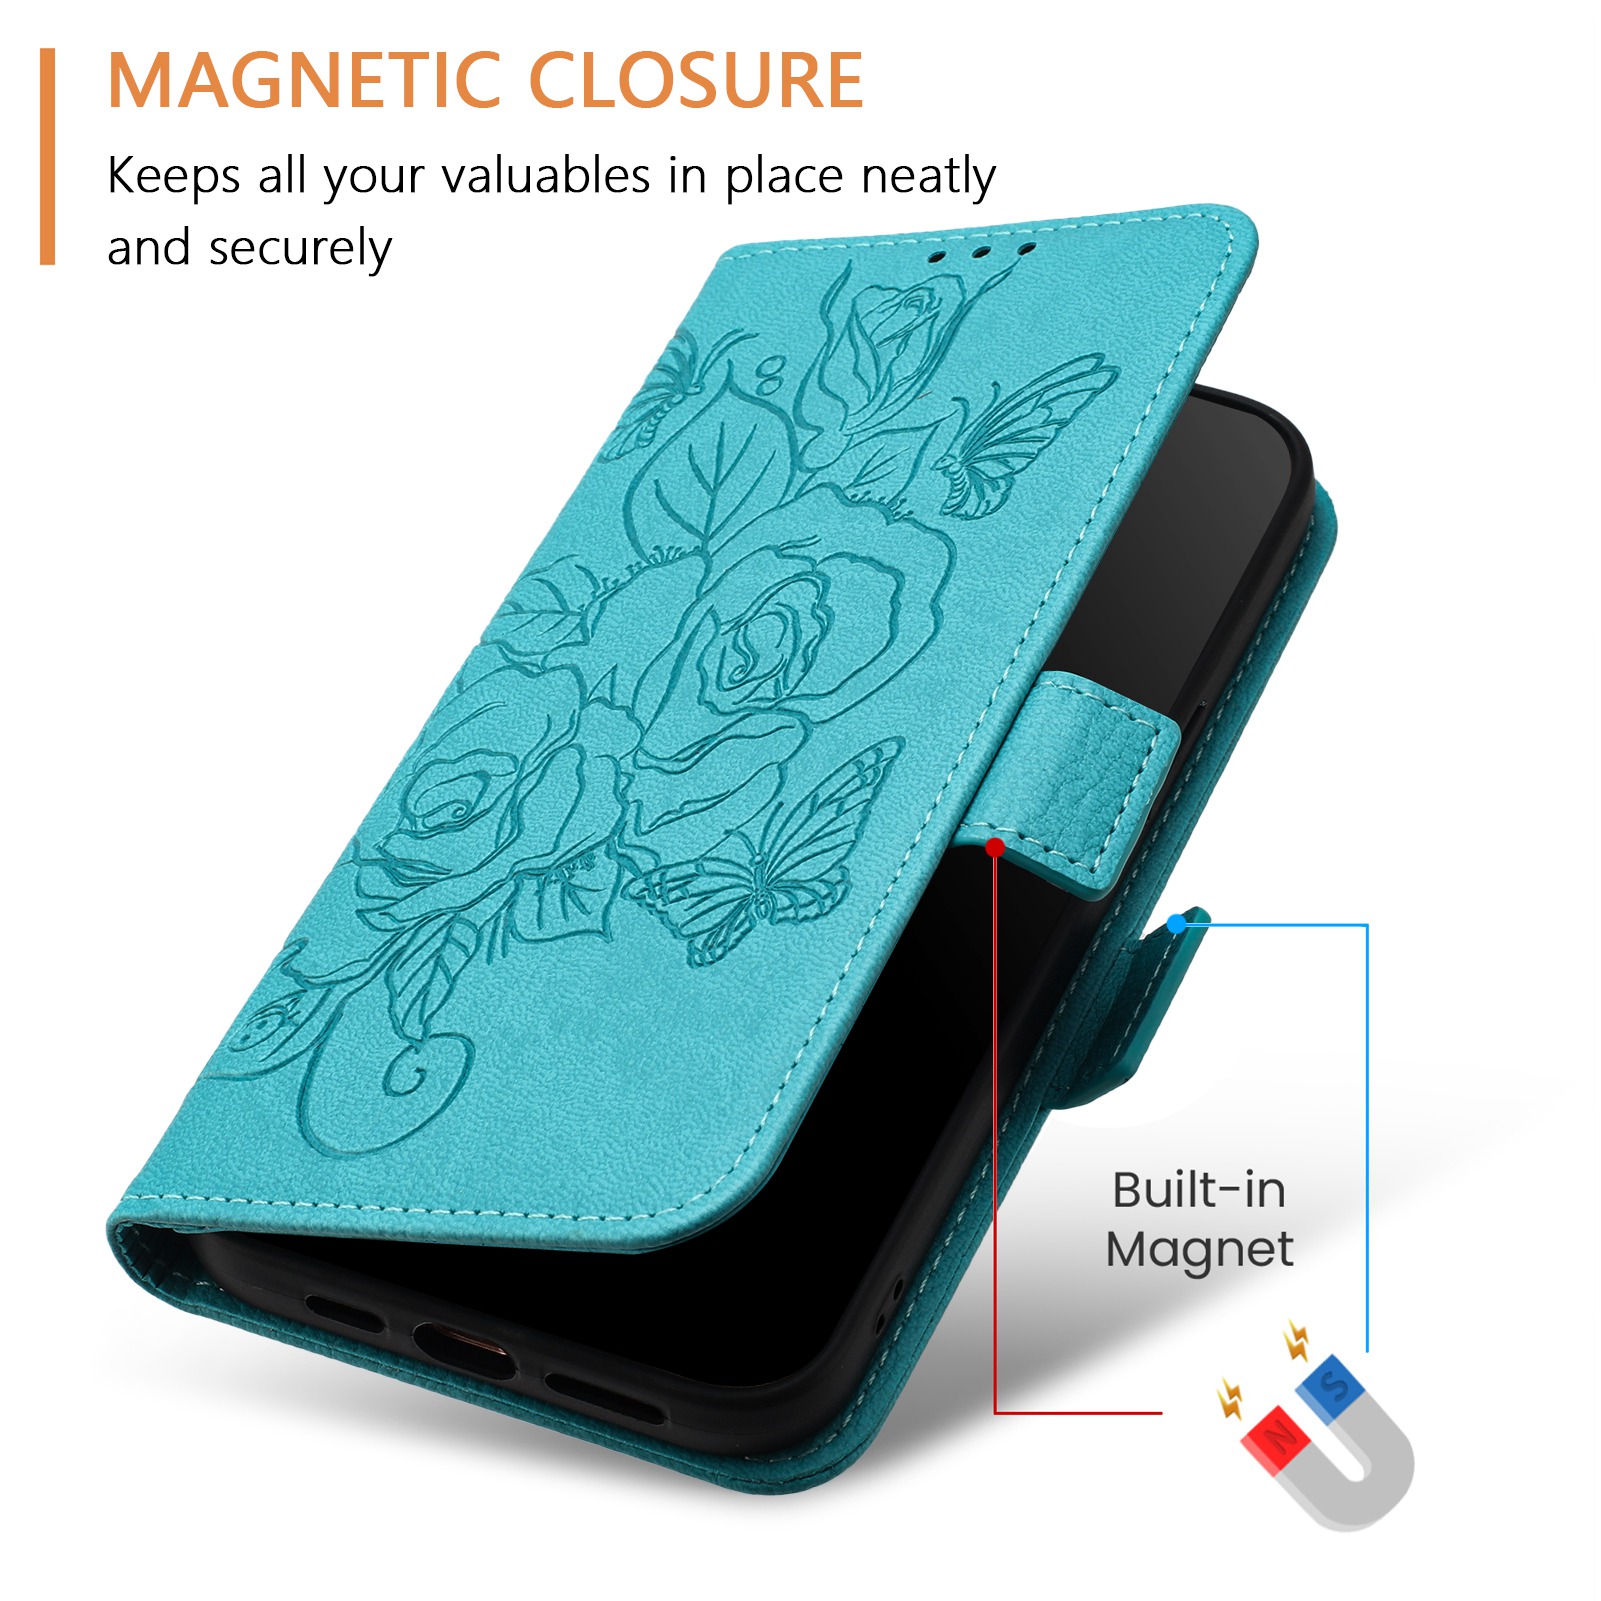 MAGNETIC CLOSURE
Keeps all your valuables in place neatly
and securely
Built-in
Magnet
S
N